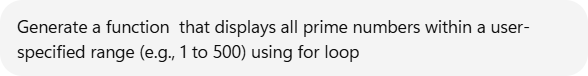 Generate a function  that displays all prime numbers within a user-
specified range (e.g., 1 to 500) using for loop